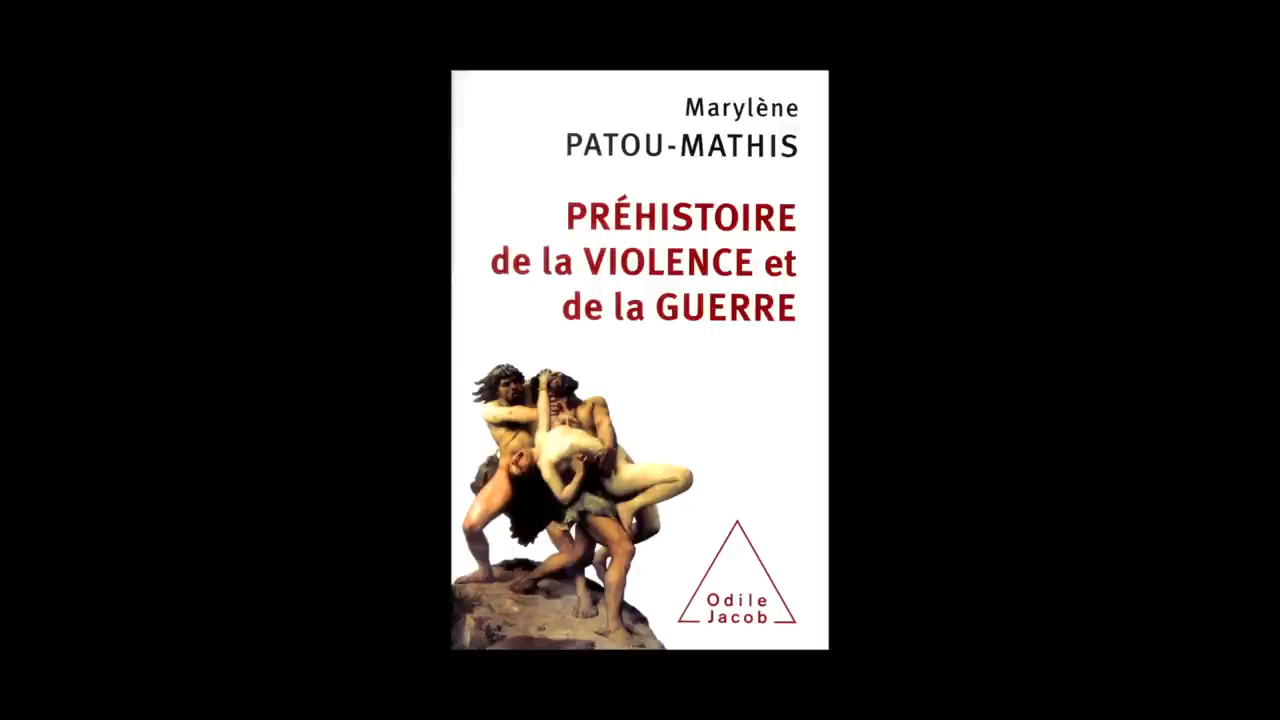 Marylène
PATOU-MATHIS
PRÉHISTOIRE
de la VIOLENCE et
de la GUERRE
Odile
Jacob